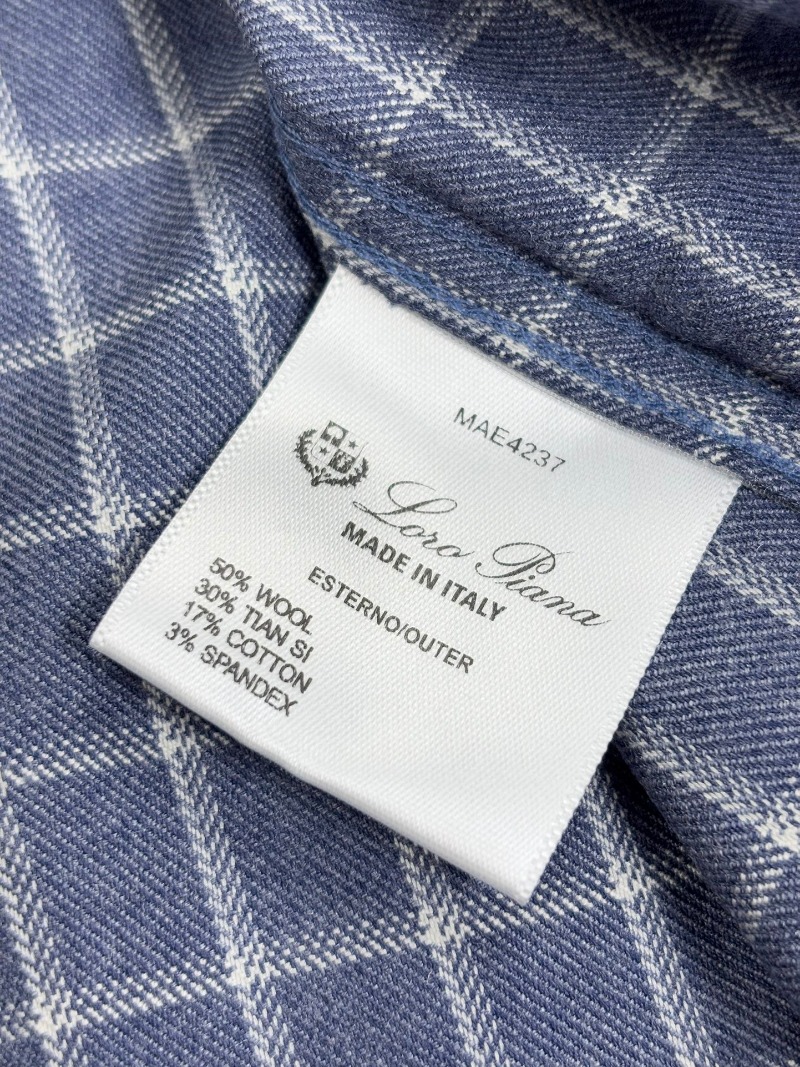 MAE4237
Loro Piana
MADE IN ITALY
ESTERNO/OUTER
50% WOOL
30% TIAN SI
17% COTTON
3% SPANDEX